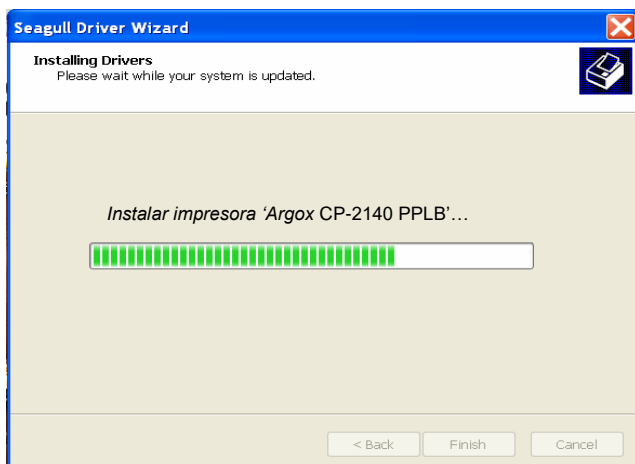 Seagull Driver Wizard
Installing Drivers
Please wait while your system is updated.
Instalar impresora ‘Argox CP-2140 PPLB’…
< Back
Finish
Cancel